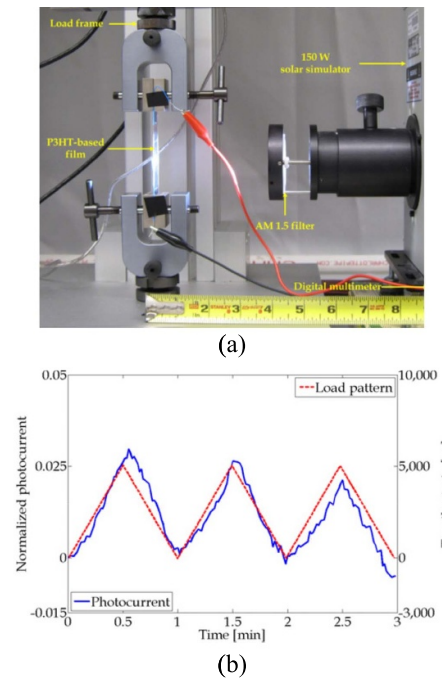 Load frame
150 W
solar simulator
P3HT-based
film
AM 1.5 filter
Digital multimeter
2 3 4 5 6 7 8
(a)
0.05
10,000
Load pattern
Normalized photocurrent
0.025
5,000
0
0
-0.015
-3,000
Photocurrent
0 0.5 1 1.5 2 2.5 3
Time [min]
(b)